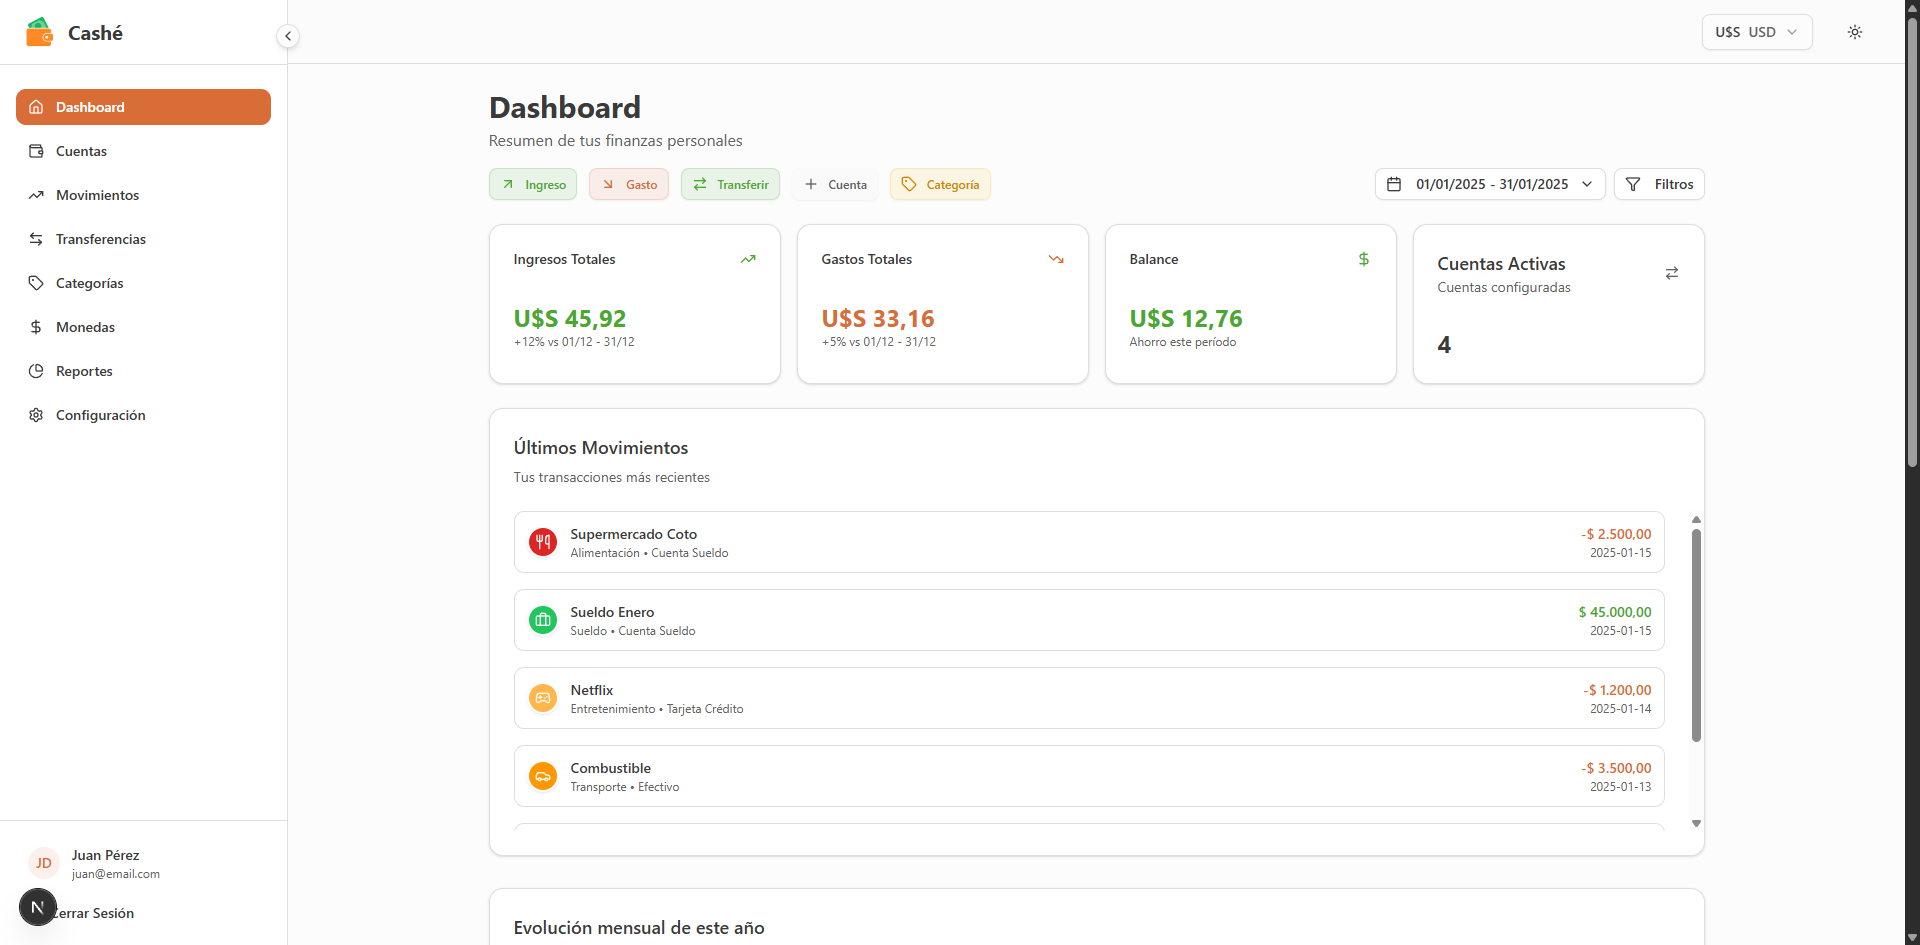 Cashé
U$S USD
Dashboard
Cuentas
Movimientos
Transferencias
Categorías
Monedas
Reportes
Configuración
Juan Pérez
JD
juan@email.com
N
Cerrar Sesión
Dashboard
Resumen de tus finanzas personales
Ingreso
Gasto
Transferir
Cuenta
Categoría
01/01/2025 - 31/01/2025
Filtros
Ingresos Totales
U$S 45,92
+12% vs 01/12 - 31/12
Gastos Totales
U$S 33,16
+5% vs 01/12 - 31/12
Balance
$
U$S 12,76
Ahorro este período
Cuentas Activas
Cuentas configuradas
4
Últimos Movimientos
Tus transacciones más recientes
Supermercado Coto
Alimentación • Cuenta Sueldo
-$ 2.500,00
2025-01-15
Sueldo Enero
Sueldo • Cuenta Sueldo
$ 45.000,00
2025-01-15
Netflix
Entretenimiento • Tarjeta Crédito
-$ 1.200,00
2025-01-14
Combustible
Transporte • Efectivo
-$ 3.500,00
2025-01-13
Evolución mensual de este año